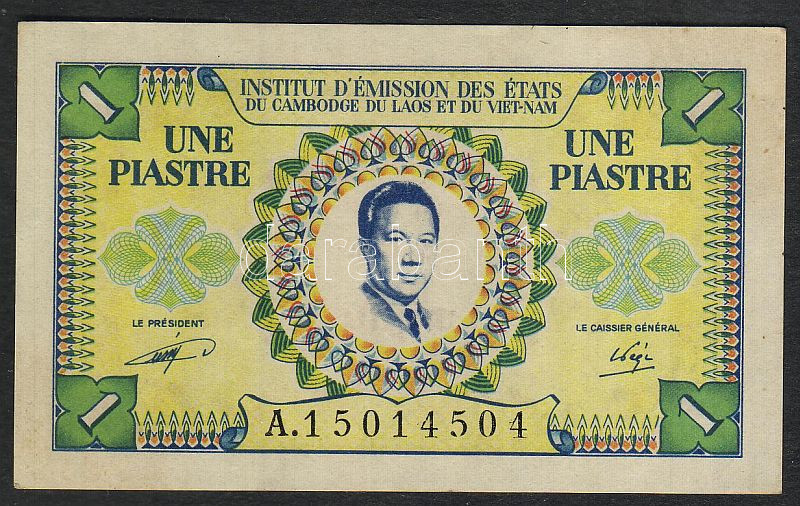 1
1
INSTITUT D'ÉMISSION DES ÉTATS
DU CAMBODGE DU LAOS ET DU VIET-NAM
UNE
PIASTRE
UNE
PIASTRE
darabanth
LE PRÉSIDENT
LE CAISSIER GÉNÉRAL
1
A.15014504
1